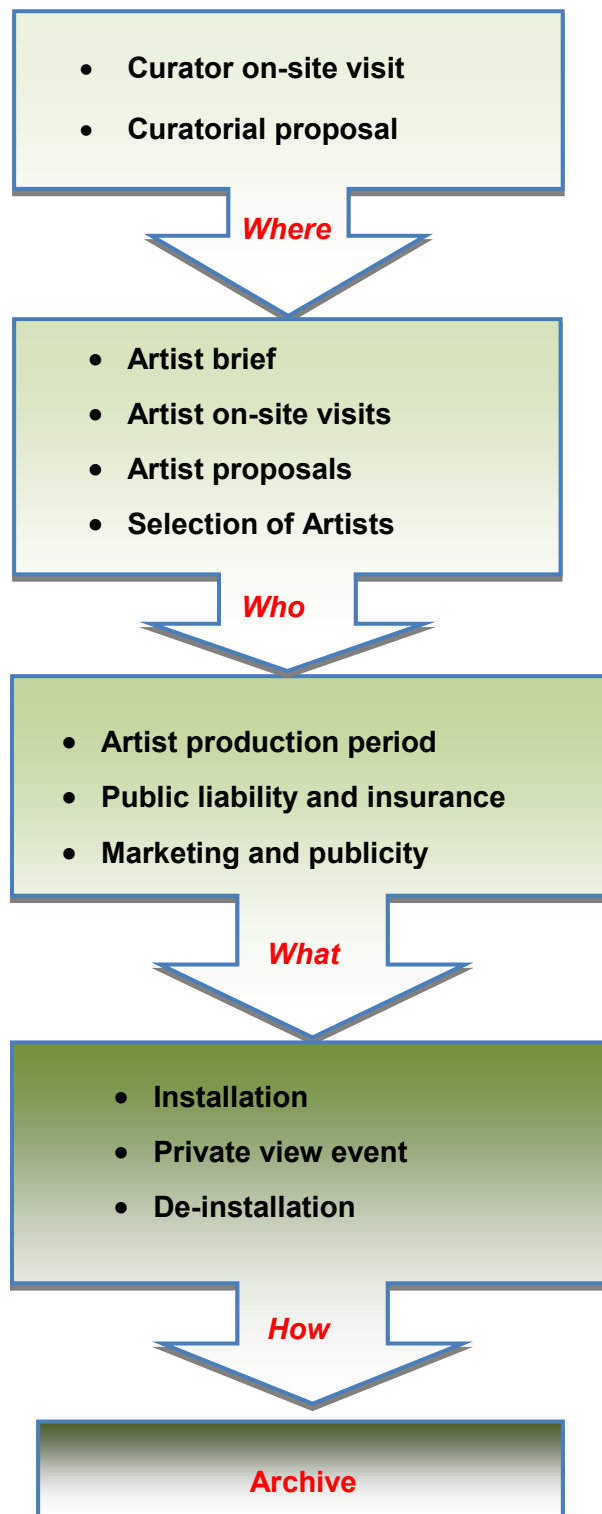 • Curator on-site visit
• Curatorial proposal
Where
• Artist brief
• Artist on-site visits
• Artist proposals
• Selection of Artists
Who
• Artist production period
• Public liability and insurance
• Marketing and publicity
What
• Installation
• Private view event
• De-installation
How
Archive